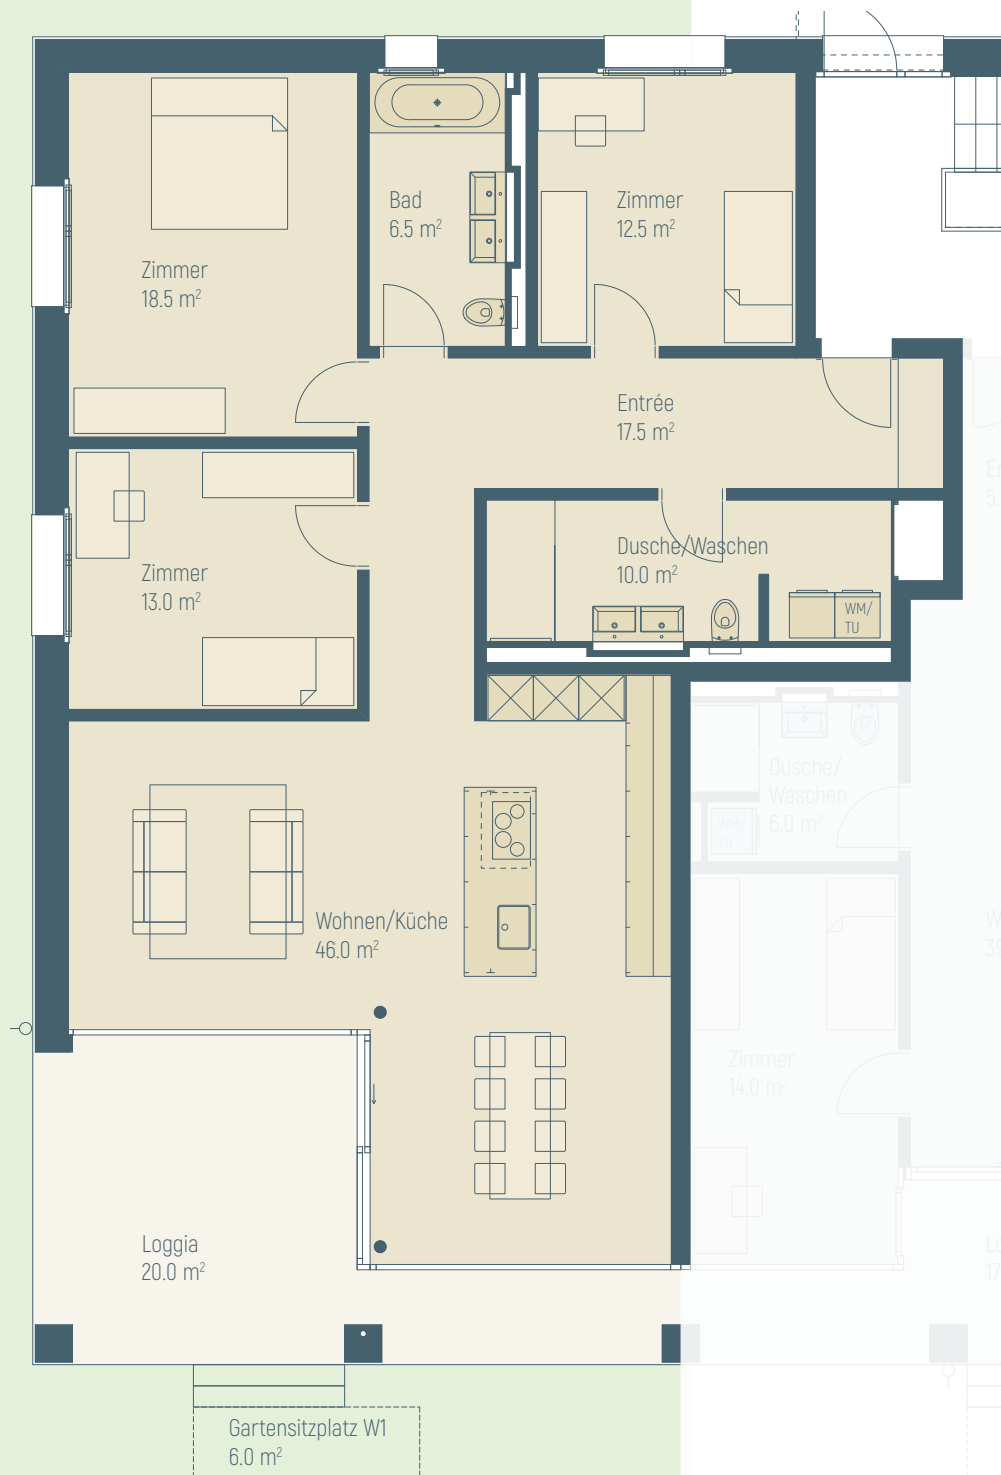 Bad
6.5 m²
Zimmer
12.5 m²
Zimmer
18.5 m²
Entrée
17.5 m²
Dusche/Waschen
10.0 m²
WM/
TU
Zimmer
13.0 m²
Dusche/
Waschen
6.0 m²
WM/
TU
Wohnen/Küche
46.0 m²
Zimmer
14.0 m²
Loggia
20.0 m²
Gartensitzplatz W1
6.0 m²